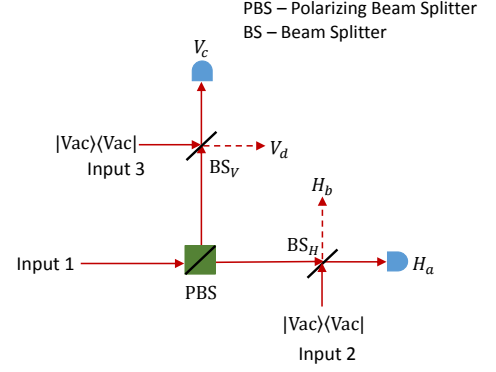 PBS – Polarizing Beam Splitter
BS – Beam Splitter
V_c
|Vac⟩⟨Vac|
Input 3
BS_V
V_d
H_b
Input 1
PBS
BS_H
H_a
|Vac⟩⟨Vac|
Input 2